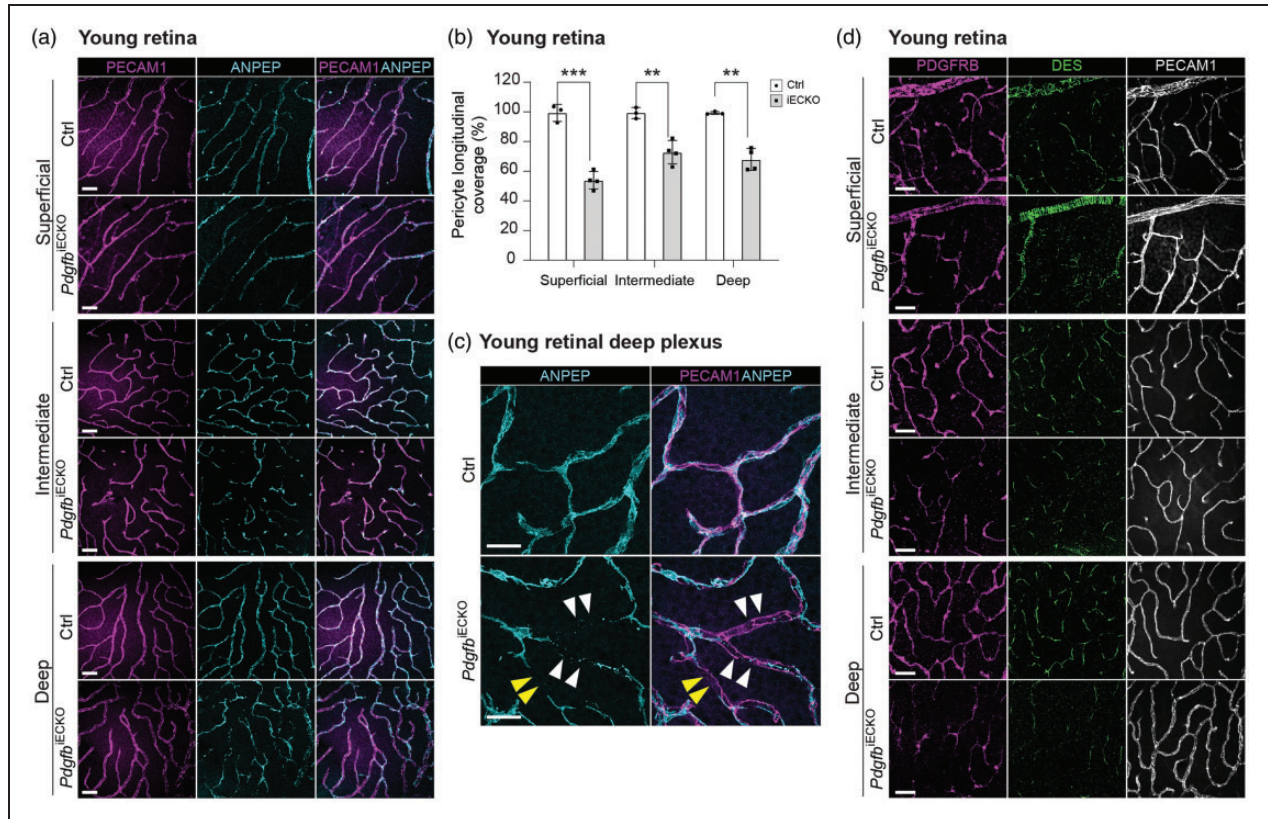 (a) Young retina
PECAM1 ANPEP PECAM1ANPEP
Superficial
Ctrl
PdgfbiECKO
Intermediate
Ctrl
PdgfbiECKO
Deep
Ctrl
PdgfbiECKO
(b) Young retina
Pericyte longitudinal
coverage (%)
120
100
80
60
40
20
0
*** ** **
Ctrl
iECKO
Superficial Intermediate Deep
(c) Young retinal deep plexus
ANPEP PECAM1ANPEP
Ctrl
PdgfbiECKO
(d) Young retina
PDGFRB DES PECAM1
Superficial
Ctrl
PdgfbiECKO
Intermediate
Ctrl
PdgfbiECKO
Deep
Ctrl
PdgfbiECKO